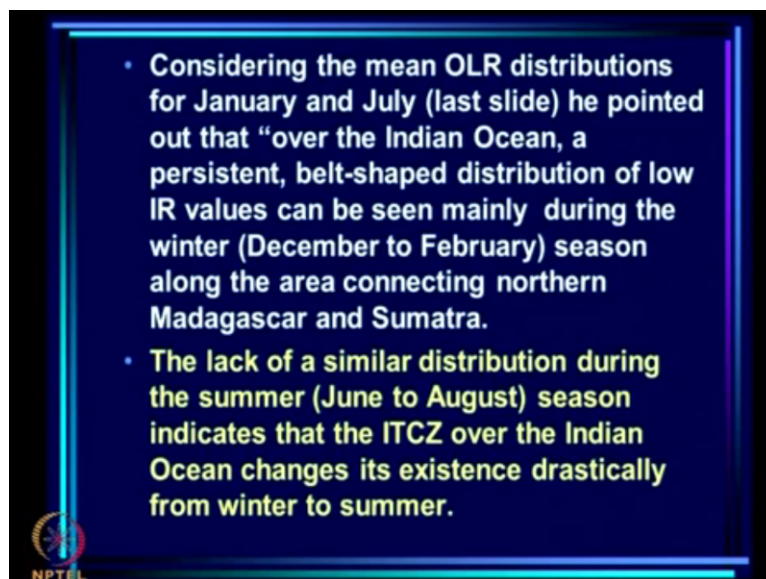 • Considering the mean OLR distributions
for January and July (last slide) he pointed
out that “over the Indian Ocean, a
persistent, belt-shaped distribution of low
IR values can be seen mainly during the
winter (December to February) season
along the area connecting northern
Madagascar and Sumatra.
• The lack of a similar distribution during
the summer (June to August) season
indicates that the ITCZ over the Indian
Ocean changes its existence drastically
from winter to summer.
NPTEL